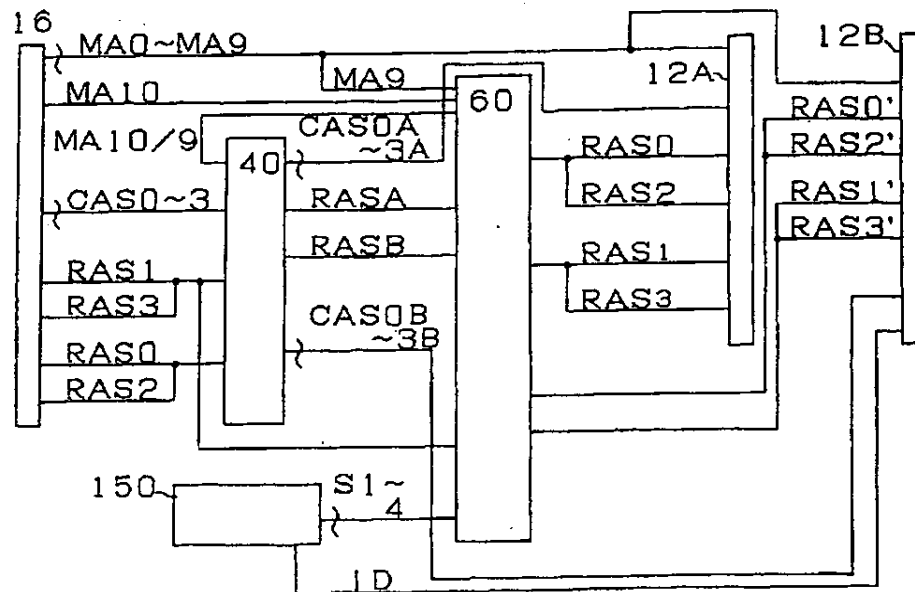 16
MA0~MA9
12B
MA9
12A
MA10
60
MA10/9
CAS0A
~3A
40
RAS0'
RAS2'
RAS0
CAS0~3
RASA
RAS2
RAS1'
RAS3'
RASB
RAS1
RAS1
RAS3
RAS3
CAS0B
~3B
RAS0
RAS2
150
S1~
4
ID